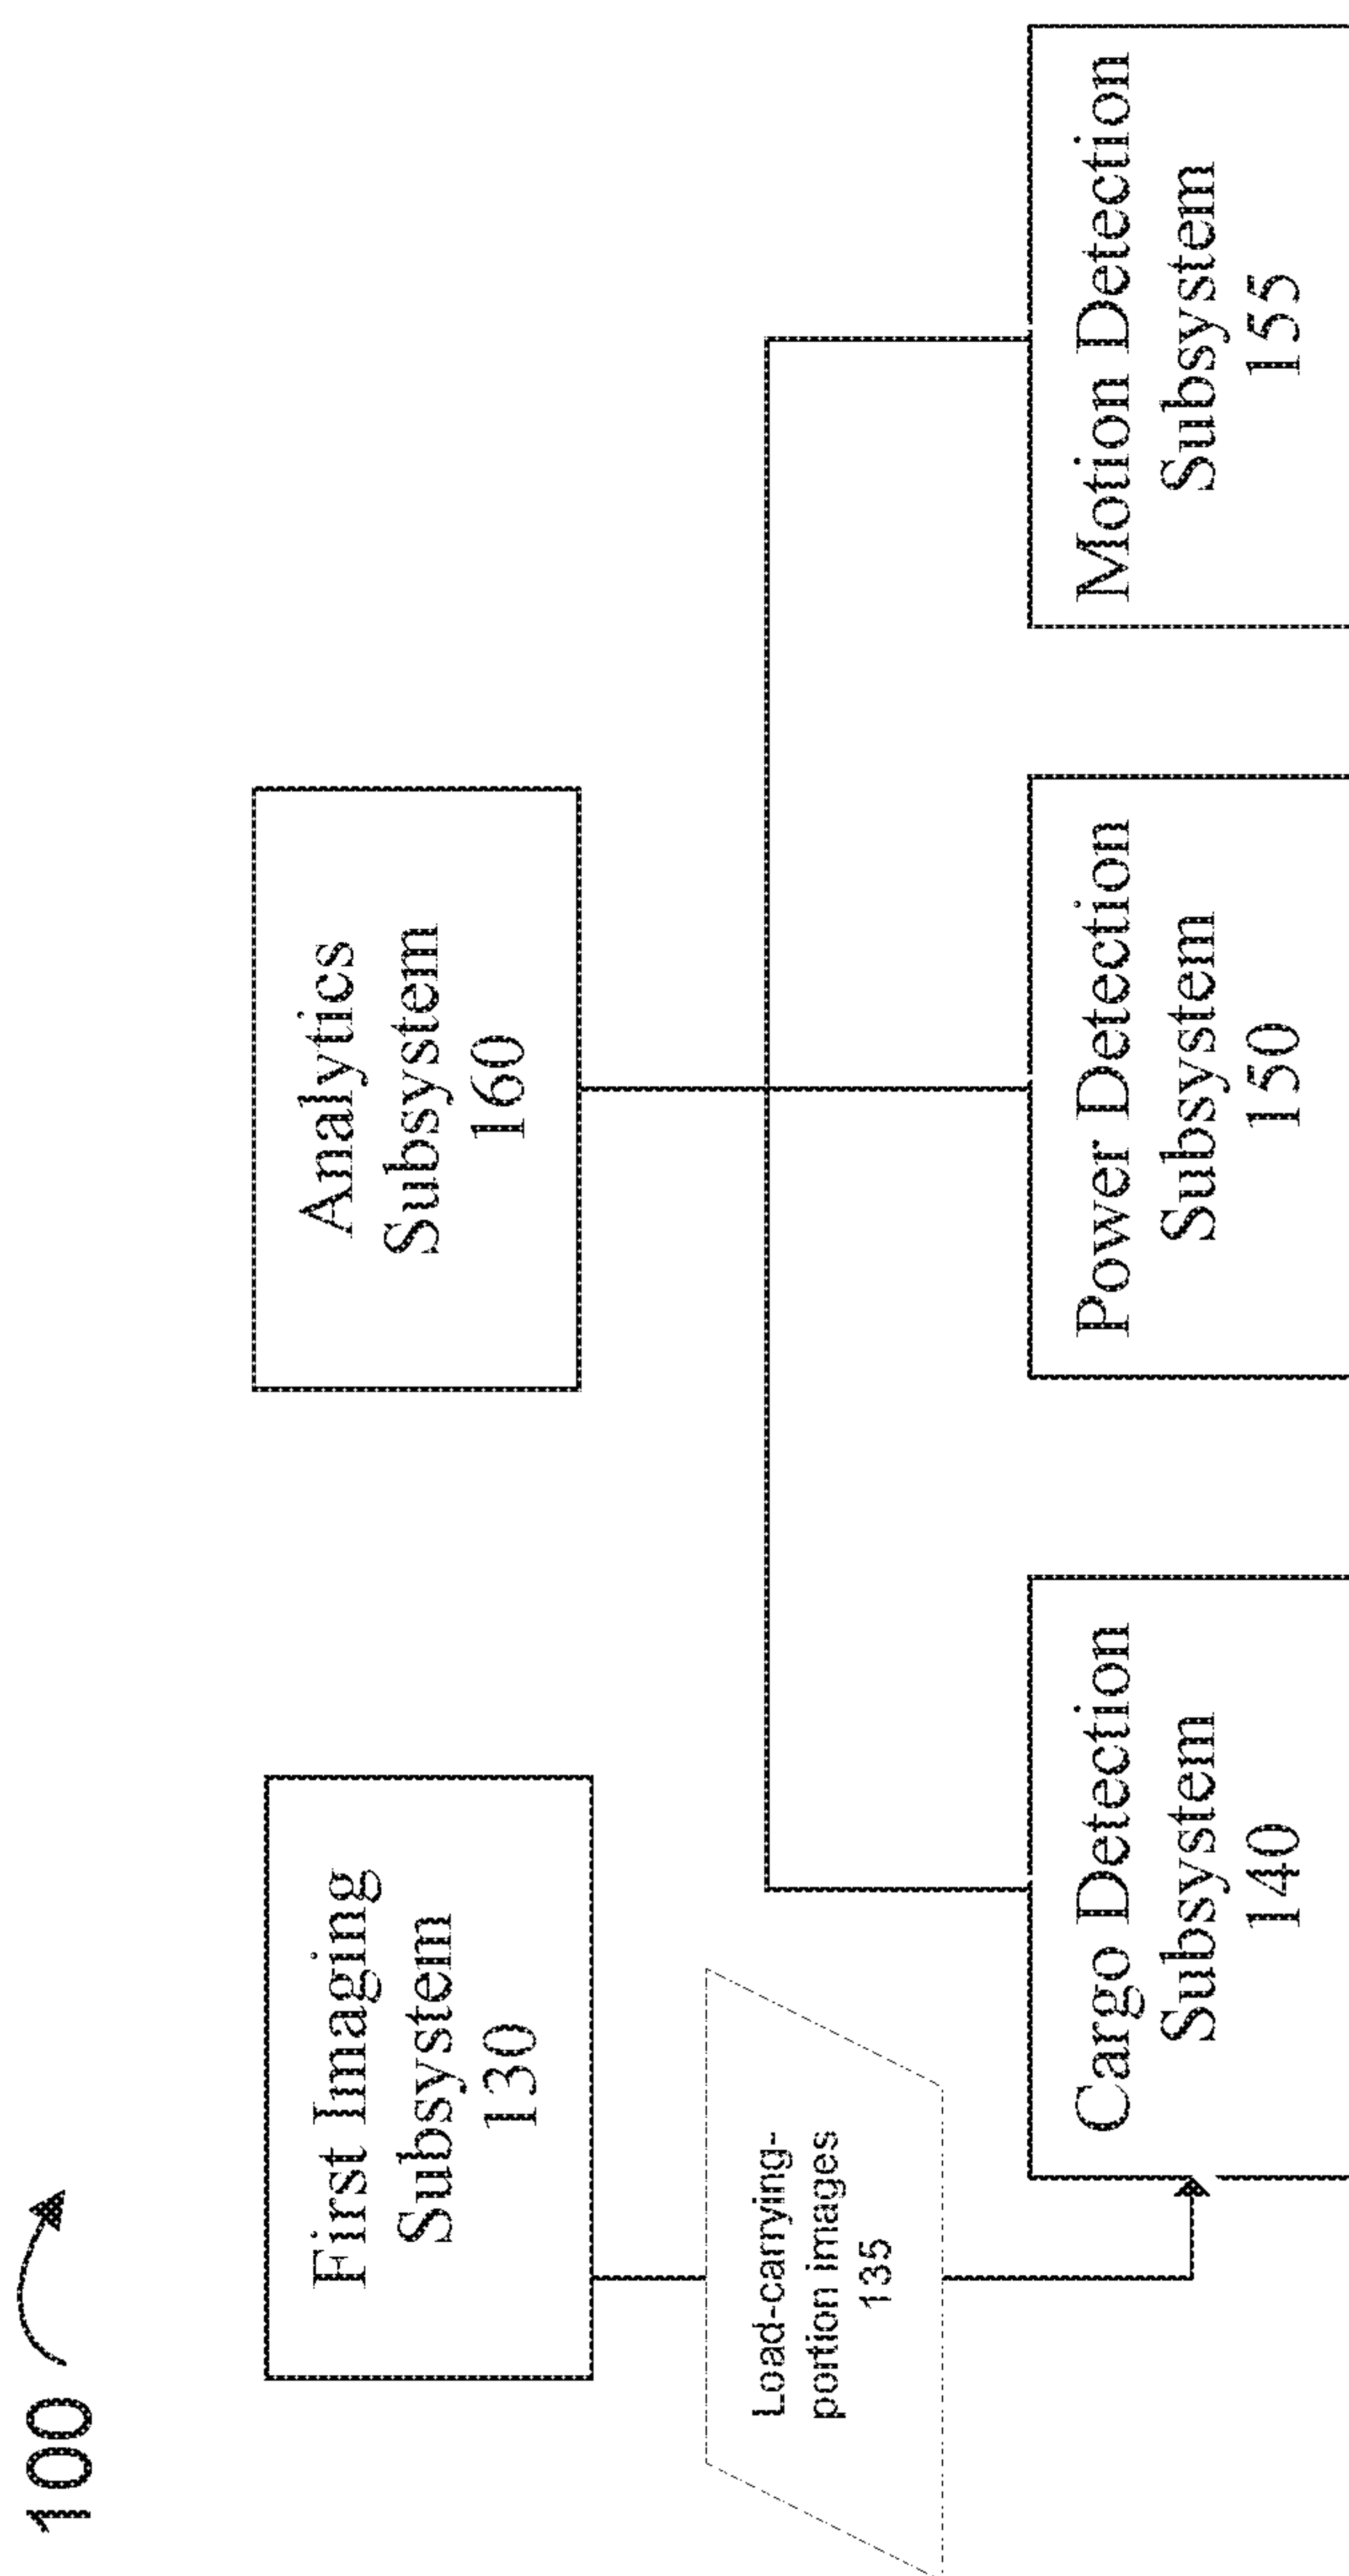 100
First Imaging
Subsystem
130
Analytics
Subsystem
160
Load-carrying-
portion images
135
Cargo Detection
Subsystem
140
Power Detection
Subsystem
150
Motion Detection
Subsystem
155